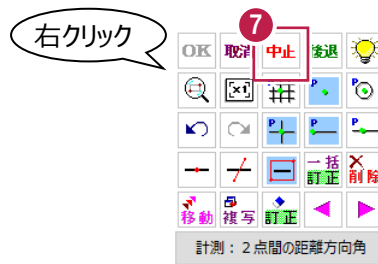 右クリック
7
OK 取消 中止 後退
[x1] P P
P P P
一括訂正 削除
移動 複写 訂正
計測：2点間の距離方向角